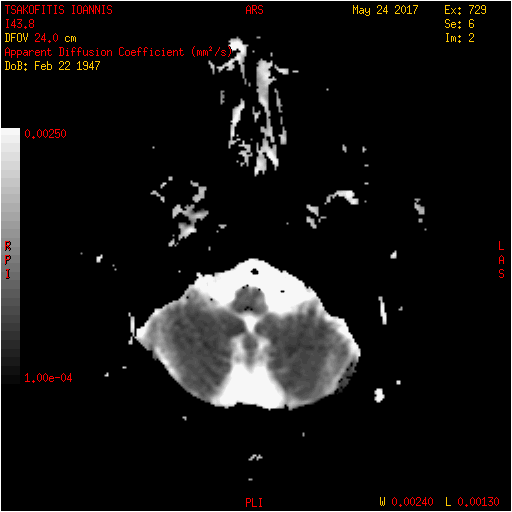 TSAKOFITIS IOANNIS ARS May 24 2017 Ex: 729
I43.8 Se: 6
DFOV 24.0 cm Im: 2
Apparent Diffusion Coefficient (mm²/s)
DoB: Feb 22 1947
0.00250
R L
P A
I S
1.00e-04
PLI W 0.00240 L 0.00130